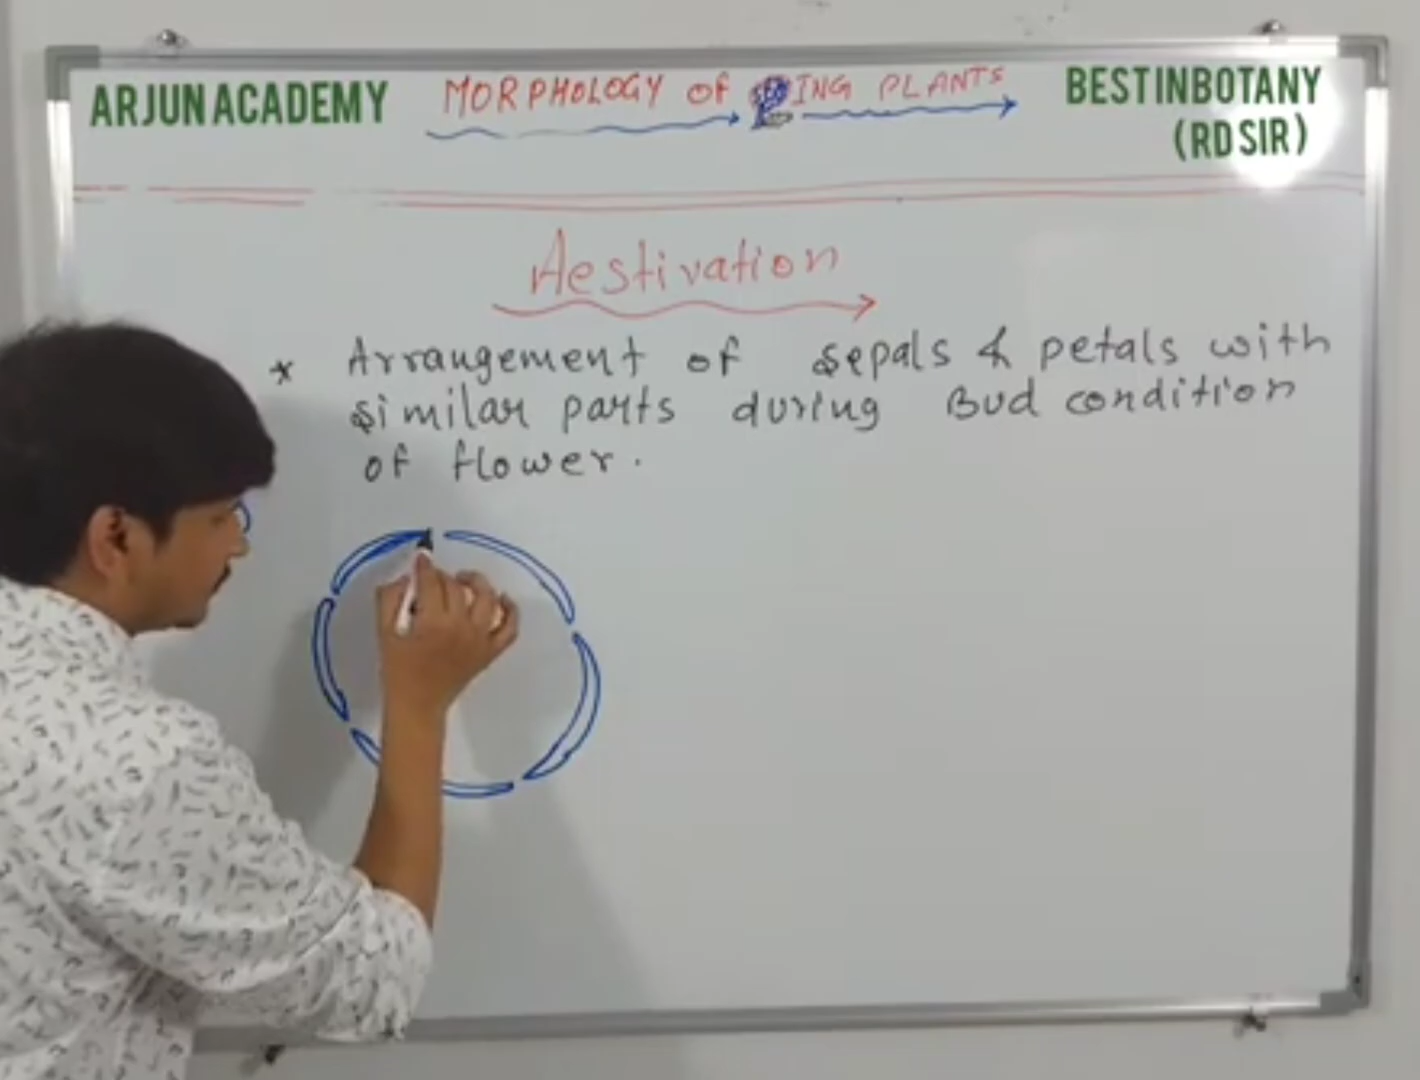 ARJUN ACADEMY
MORPHOLOGY OF ING PLANTS
BEST IN BOTANY
(RD SIR)
Aestivation
* Arrangement of sepals & petals with
similar parts during Bud condition
of flower.